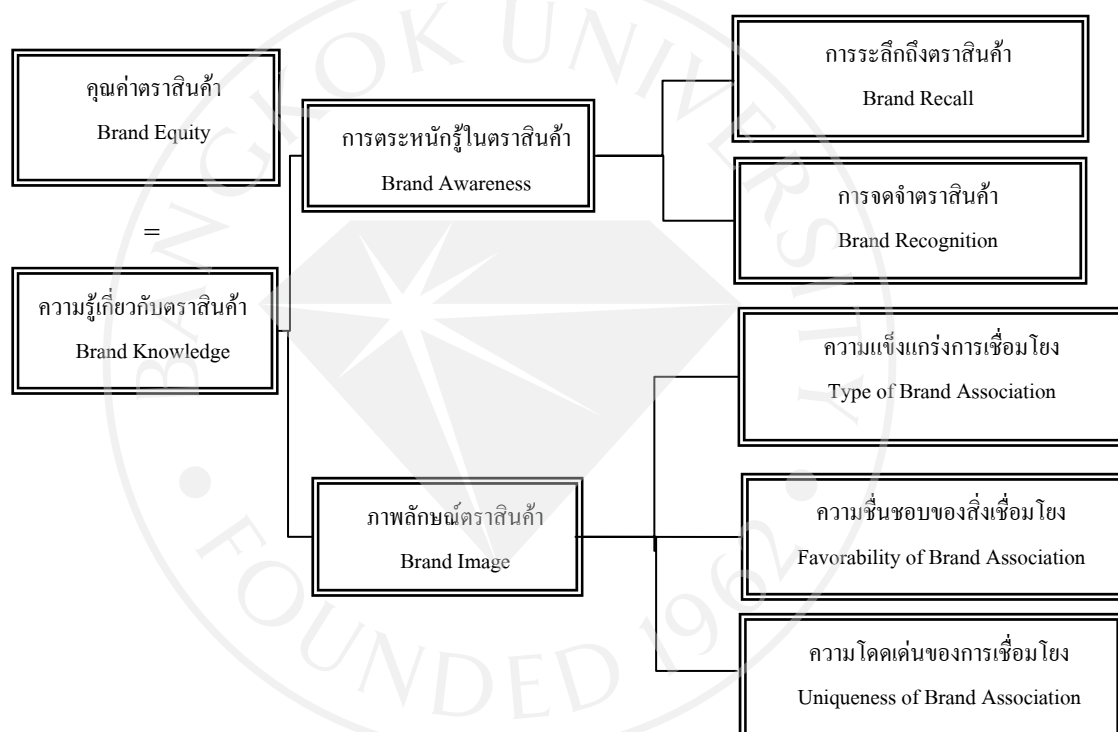 คุณค่าตราสินค้า
Brand Equity
=
ความรู้เกี่ยวกับตราสินค้า
Brand Knowledge
การตระหนักรู้ในตราสินค้า
Brand Awareness
การระลึกถึงตราสินค้า
Brand Recall
การจดจำตราสินค้า
Brand Recognition
ภาพลักษณ์ตราสินค้า
Brand Image
ความแข็งแกร่งการเชื่อมโยง
Type of Brand Association
ความชื่นชอบของสิ่งเชื่อมโยง
Favorability of Brand Association
ความโดดเด่นของการเชื่อมโยง
Uniqueness of Brand Association
BANGKOK UNIVERSITY
FOUNDED 1962